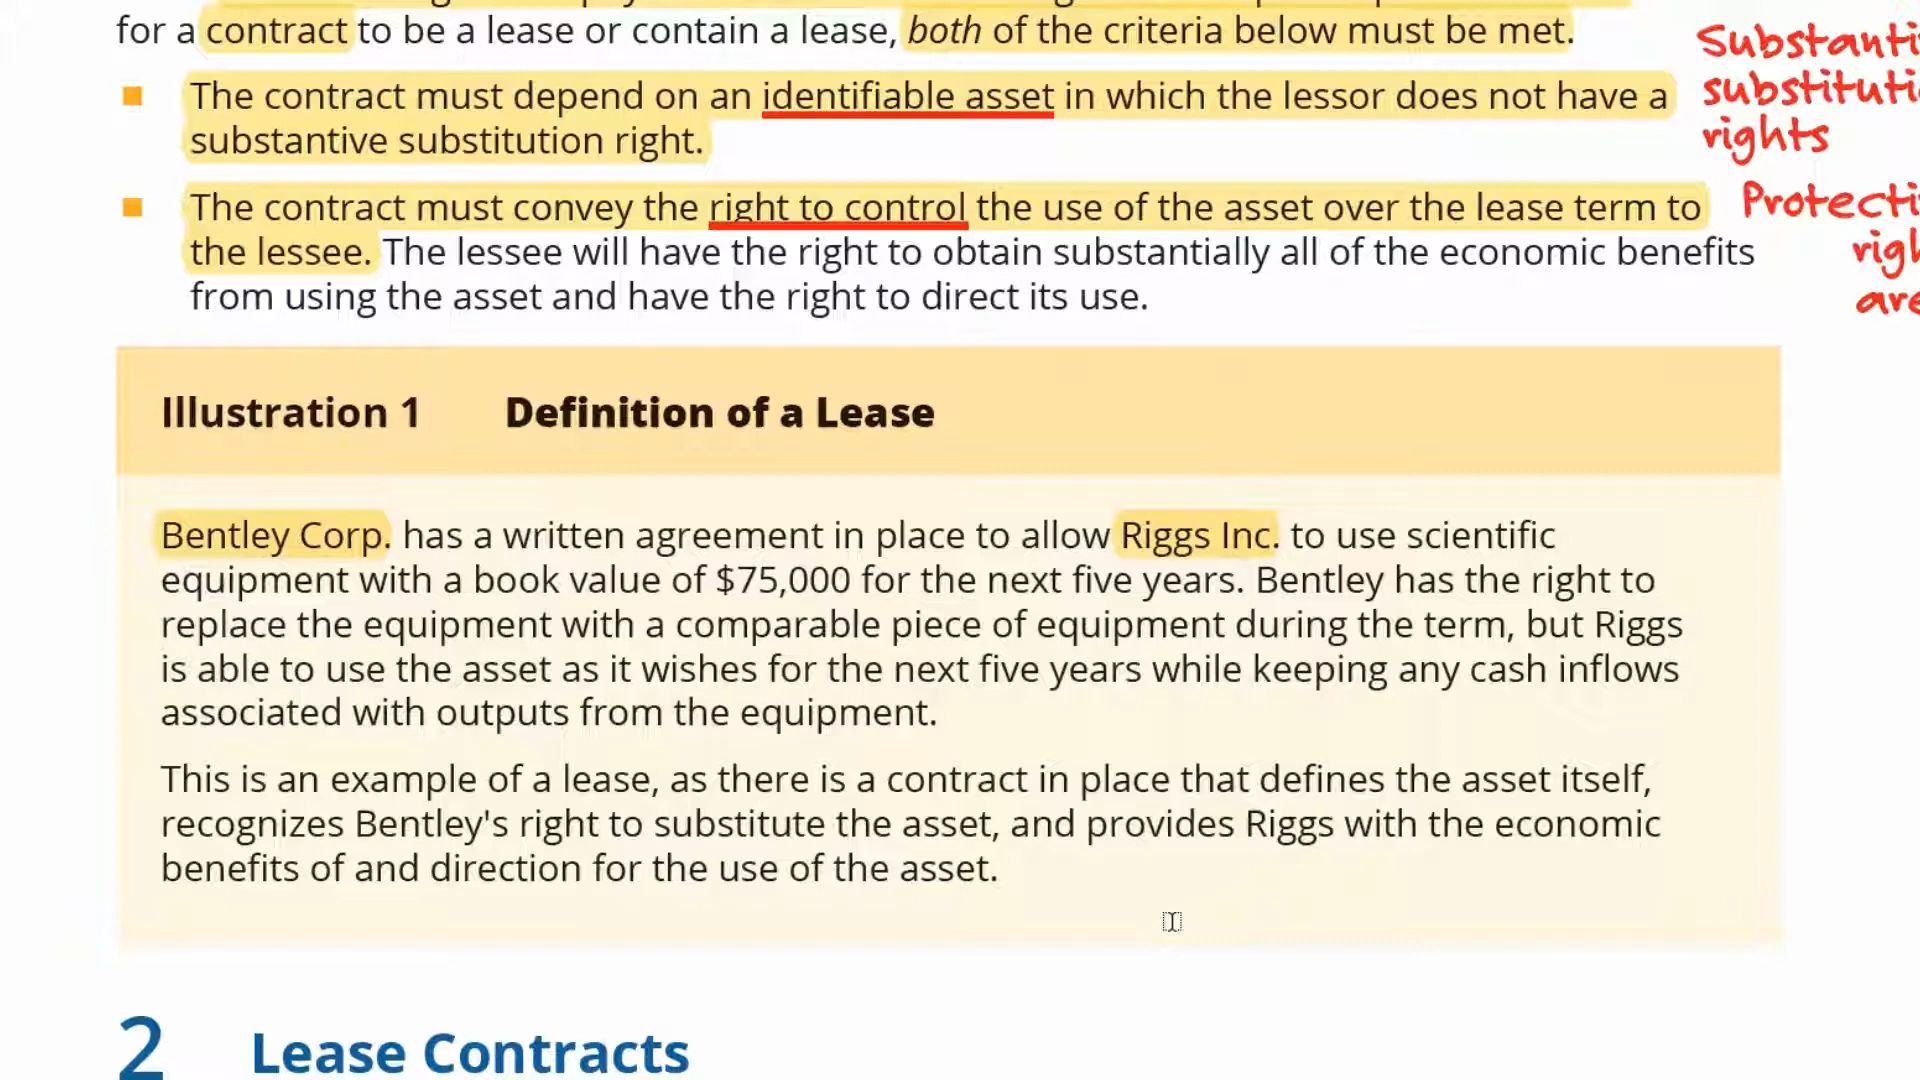 for a contract to be a lease or contain a lease, both of the criteria below must be met.
The contract must depend on an identifiable asset in which the lessor does not have a
substantive substitution right.
The contract must convey the right to control the use of the asset over the lease term to
the lessee. The lessee will have the right to obtain substantially all of the economic benefits
from using the asset and have the right to direct its use.
Substanti
substituti
rights
Protecti
righ
are
Illustration 1 Definition of a Lease
Bentley Corp. has a written agreement in place to allow Riggs Inc. to use scientific
equipment with a book value of $75,000 for the next five years. Bentley has the right to
replace the equipment with a comparable piece of equipment during the term, but Riggs
is able to use the asset as it wishes for the next five years while keeping any cash inflows
associated with outputs from the equipment.
This is an example of a lease, as there is a contract in place that defines the asset itself,
recognizes Bentley's right to substitute the asset, and provides Riggs with the economic
benefits of and direction for the use of the asset.
2 Lease Contracts